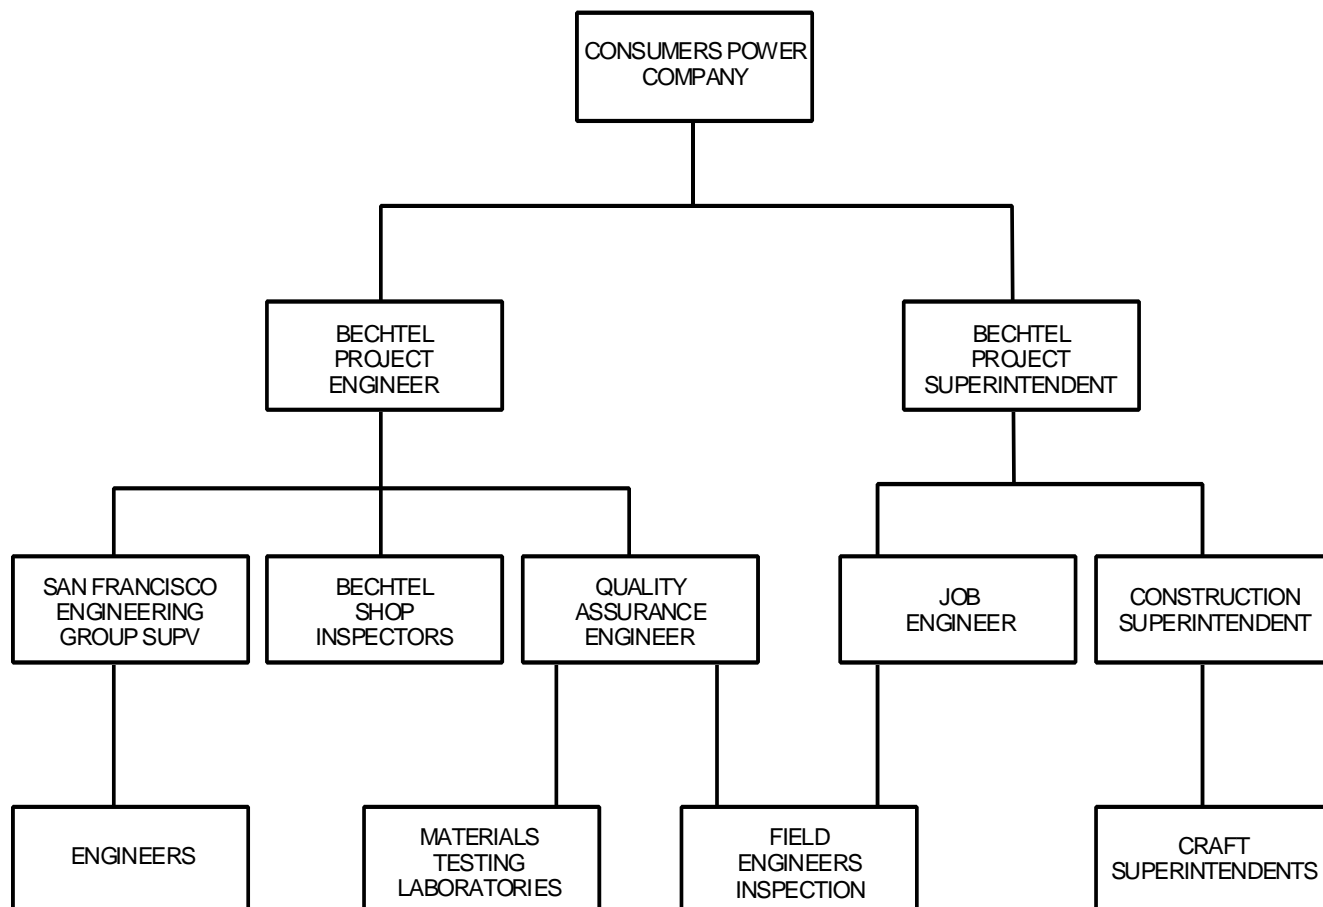 CONSUMERS POWER
COMPANY
BECHTEL
PROJECT
ENGINEER
BECHTEL
PROJECT
SUPERINTENDENT
SAN FRANCISCO
ENGINEERING
GROUP SUPV
BECHTEL
SHOP
INSPECTORS
QUALITY
ASSURANCE
ENGINEER
JOB
ENGINEER
CONSTRUCTION
SUPERINTENDENT
ENGINEERS
MATERIALS
TESTING
LABORATORIES
FIELD
ENGINEERS
INSPECTION
CRAFT
SUPERINTENDENTS